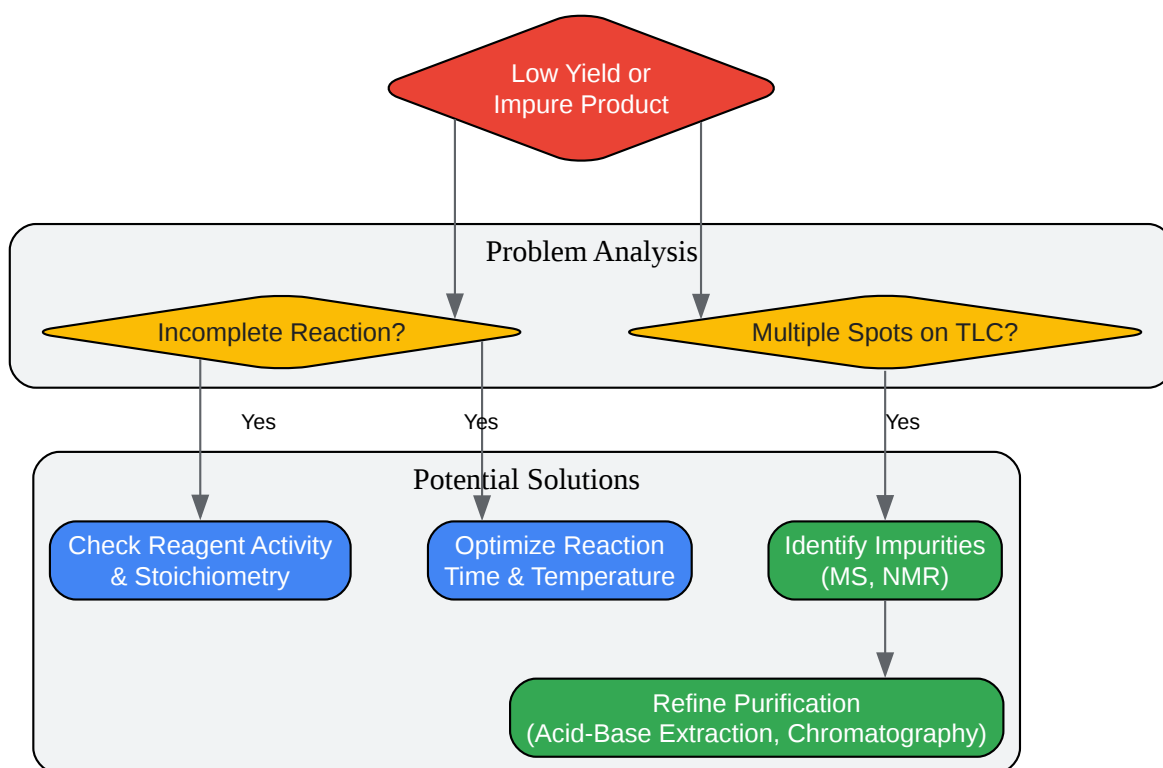 Low Yield or
Impure Product
Problem Analysis
Incomplete Reaction?
Multiple Spots on TLC?
Yes
Yes
Yes
Potential Solutions
Check Reagent Activity
& Stoichiometry
Optimize Reaction
Time & Temperature
Identify Impurities
(MS, NMR)
Refine Purification
(Acid-Base Extraction, Chromatography)